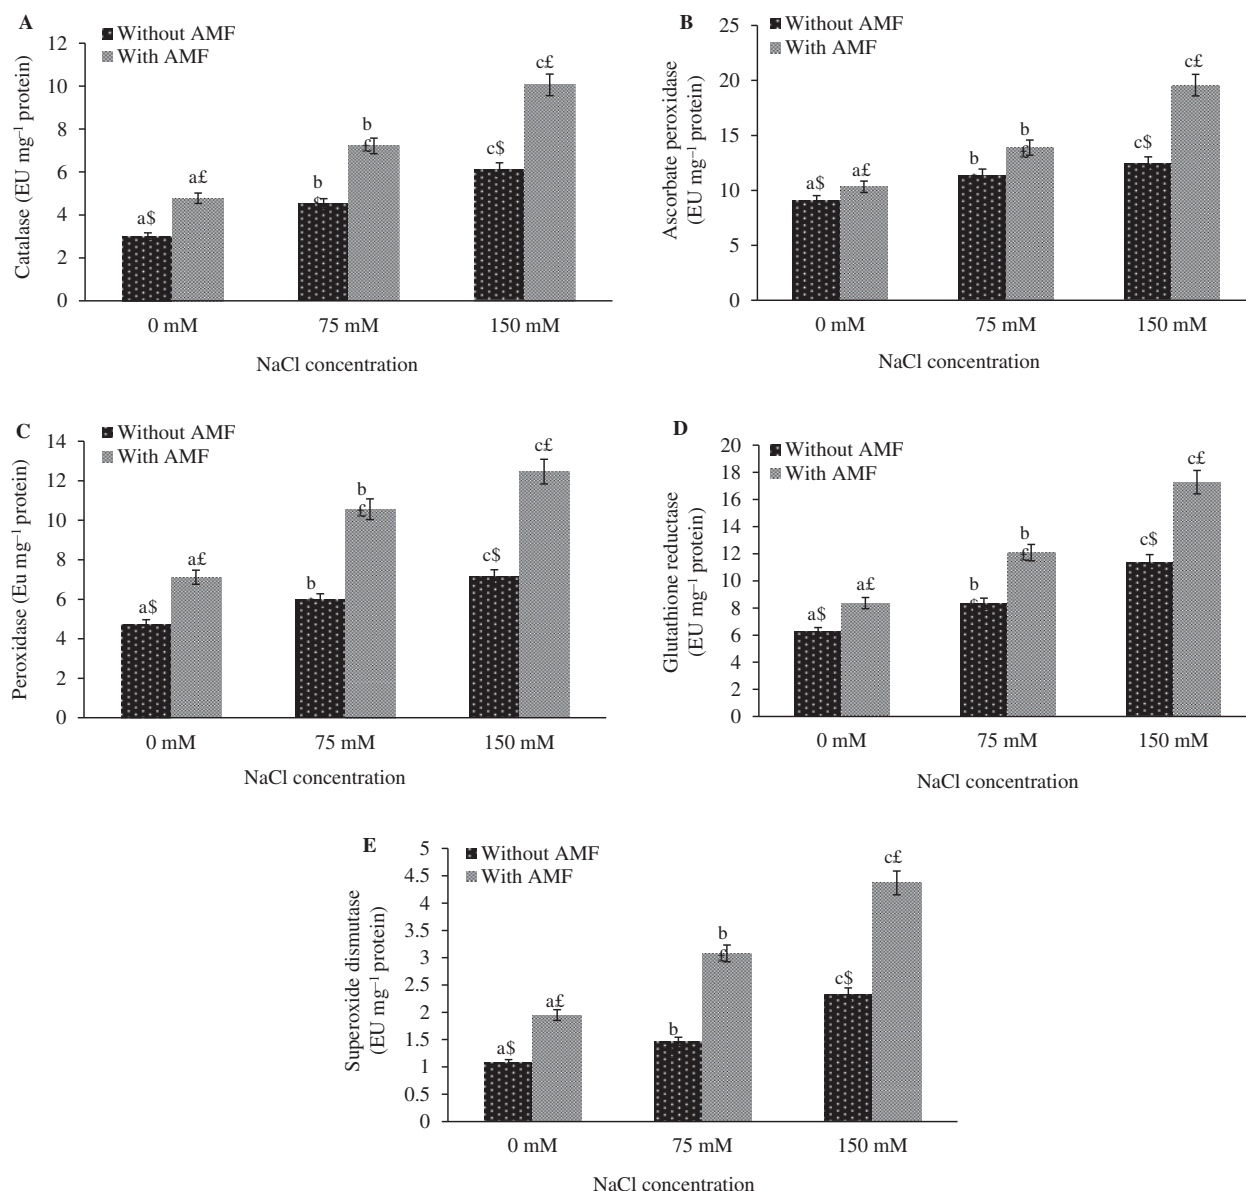 A
Without AMF
With AMF
Catalase (EU mg⁻¹ protein)
12
10
8
6
4
2
0
a$
a£
b
$
b
£
c$
c£
0 mM
75 mM
150 mM
NaCl concentration
B
Without AMF
With AMF
Ascorbate peroxidase
(EU mg⁻¹ protein)
25
20
15
10
5
0
a$
a£
b
b
£
c$
c£
0 mM
75 mM
150 mM
NaCl concentration
C
Without AMF
With AMF
Peroxidase (Eu mg⁻¹ protein)
14
12
10
8
6
4
2
0
a$
a£
b
b
£
c$
c£
0 mM
75 mM
150 mM
NaCl concentration
D
Without AMF
With AMF
Glutathione reductase
(EU mg⁻¹ protein)
20
18
16
14
12
10
8
6
4
2
0
a$
a£
b
$
b
£
c$
c£
0 mM
75 mM
150 mM
NaCl concentration
E
Without AMF
With AMF
Superoxide dismutase
(EU mg⁻¹ protein)
5
4.5
4
3.5
3
2.5
2
1.5
1
0.5
0
a$
a£
b
b
£
c$
c£
0 mM
75 mM
150 mM
NaCl concentration